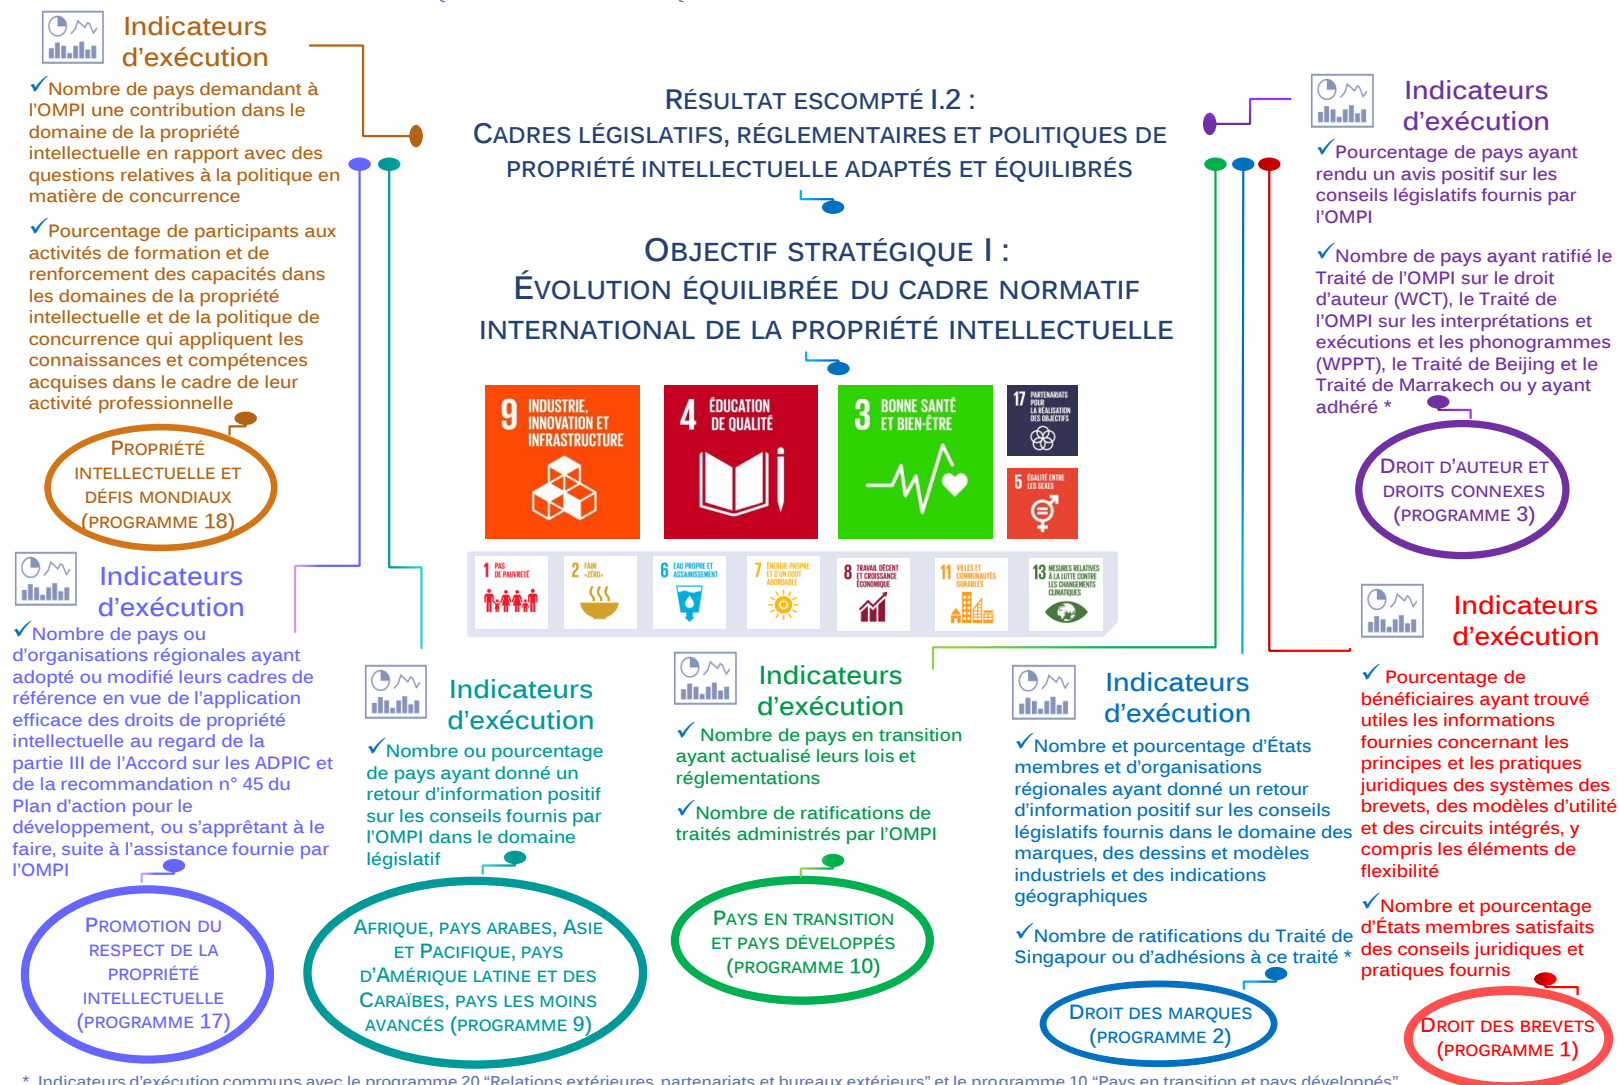 Indicateurs
d'exécution
✓Nombre de pays demandant à
l'OMPI une contribution dans le
domaine de la propriété
intellectuelle en rapport avec des
questions relatives à la politique en
matière de concurrence
✓Pourcentage de participants aux
activités de formation et de
renforcement des capacités dans
les domaines de la propriété
intellectuelle et de la politique de
concurrence qui appliquent les
connaissances et compétences
acquises dans le cadre de leur
activité professionnelle
PROPRIÉTÉ
INTELLECTUELLE ET
DÉFIS MONDIAUX
(PROGRAMME 18)
RÉSULTAT ESCOMPTÉ I.2 :
CADRES LÉGISLATIFS, RÉGLEMENTAIRES ET POLITIQUES DE
PROPRIÉTÉ INTELLECTUELLE ADAPTÉS ET ÉQUILIBRÉS
OBJECTIF STRATÉGIQUE I :
ÉVOLUTION ÉQUILIBRÉE DU CADRE NORMATIF
INTERNATIONAL DE LA PROPRIÉTÉ INTELLECTUELLE
9 INDUSTRIE,
INNOVATION ET
INFRASTRUCTURE
4 ÉDUCATION
DE QUALITÉ
3 BONNE SANTÉ
ET BIEN-ÊTRE
17 PARTENARIATS
POUR
LA RÉALISATION
DES OBJECTIFS
5 ÉGALITÉ ENTRE
LES SEXES
1 PAS
DE PAUVRETÉ
2 FAIM
«ZÉRO»
6 EAU PROPRE ET
ASSAINISSEMENT
7 ÉNERGIE PROPRE
ET D'UN COÛT
ABORDABLE
8 TRAVAIL DÉCENT
ET CROISSANCE
ÉCONOMIQUE
11 VILLES ET
COMMUNAUTÉS
DURABLES
13 MESURES RELATIVES
À LA LUTTE CONTRE
LES CHANGEMENTS
CLIMATIQUES
Indicateurs
d'exécution
✓Pourcentage de pays ayant
rendu un avis positif sur les
conseils législatifs fournis par
l'OMPI
✓Nombre de pays ayant ratifié le
Traité de l'OMPI sur le droit
d'auteur (WCT), le Traité de
l'OMPI sur les interprétations et
exécutions et les phonogrammes
(WPPT), le Traité de Beijing et le
Traité de Marrakech ou y ayant
adhéré *
DROIT D'AUTEUR ET
DROITS CONNEXES
(PROGRAMME 3)
Indicateurs
d'exécution
✓Nombre de pays ou
d'organisations régionales ayant
adopté ou modifié leurs cadres de
référence en vue de l'application
efficace des droits de propriété
intellectuelle au regard de la
partie III de l'Accord sur les ADPIC et
de la recommandation n° 45 du
Plan d'action pour le
développement, ou s'apprêtant à le
faire, suite à l'assistance fournie par
l'OMPI
PROMOTION DU
RESPECT DE LA
PROPRIÉTÉ
INTELLECTUELLE
(PROGRAMME 17)
Indicateurs
d'exécution
✓Nombre ou pourcentage
de pays ayant donné un
retour d'information positif
sur les conseils fournis par
l'OMPI dans le domaine
législatif
AFRIQUE, PAYS ARABES, ASIE
ET PACIFIQUE, PAYS
D'AMÉRIQUE LATINE ET DES
CARAÏBES, PAYS LES MOINS
AVANCÉS (PROGRAMME 9)
Indicateurs
d'exécution
✓ Nombre de pays en transition
ayant actualisé leurs lois et
réglementations
✓Nombre de ratifications de
traités administrés par l'OMPI
PAYS EN TRANSITION
ET PAYS DÉVELOPPÉS
(PROGRAMME 10)
Indicateurs
d'exécution
✓Nombre et pourcentage d'États
membres et d'organisations
régionales ayant donné un retour
d'information positif sur les conseils
législatifs fournis dans le domaine des
marques, des dessins et modèles
industriels et des indications
géographiques
✓Nombre de ratifications du Traité de
Singapour ou d'adhésions à ce traité *
DROIT DES MARQUES
(PROGRAMME 2)
Indicateurs
d'exécution
✓ Pourcentage de
bénéficiaires ayant trouvé
utiles les informations
fournies concernant les
principes et les pratiques
juridiques des systèmes des
brevets, des modèles d'utilité
et des circuits intégrés, y
compris les éléments de
flexibilité
✓Nombre et pourcentage
d'États membres satisfaits
des conseils juridiques et
pratiques fournis
DROIT DES BREVETS
(PROGRAMME 1)
* Indicateurs d'exécution communs avec le programme 20 “Relations extérieures, partenariats et bureaux extérieurs” et le programme 10 “Pays en transition et pays développés”